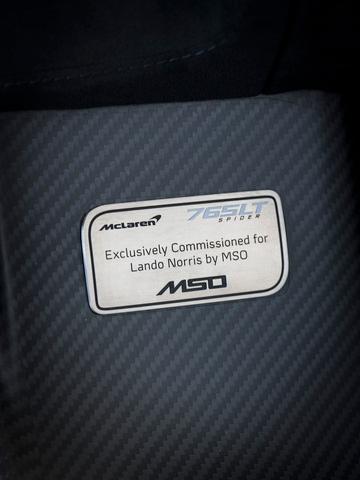 McLaren
765LT
SPIDER
Exclusively Commissioned for
Lando Norris by MSO
MSO